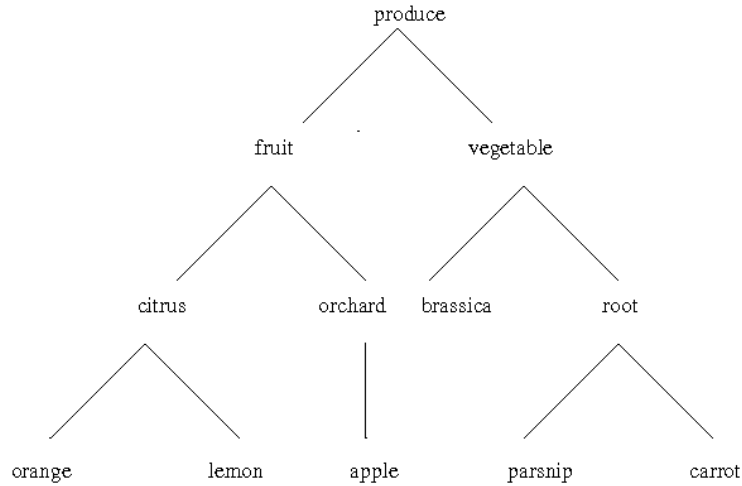 produce
fruit vegetable
citrus orchard brassica root
orange lemon apple parsnip carrot